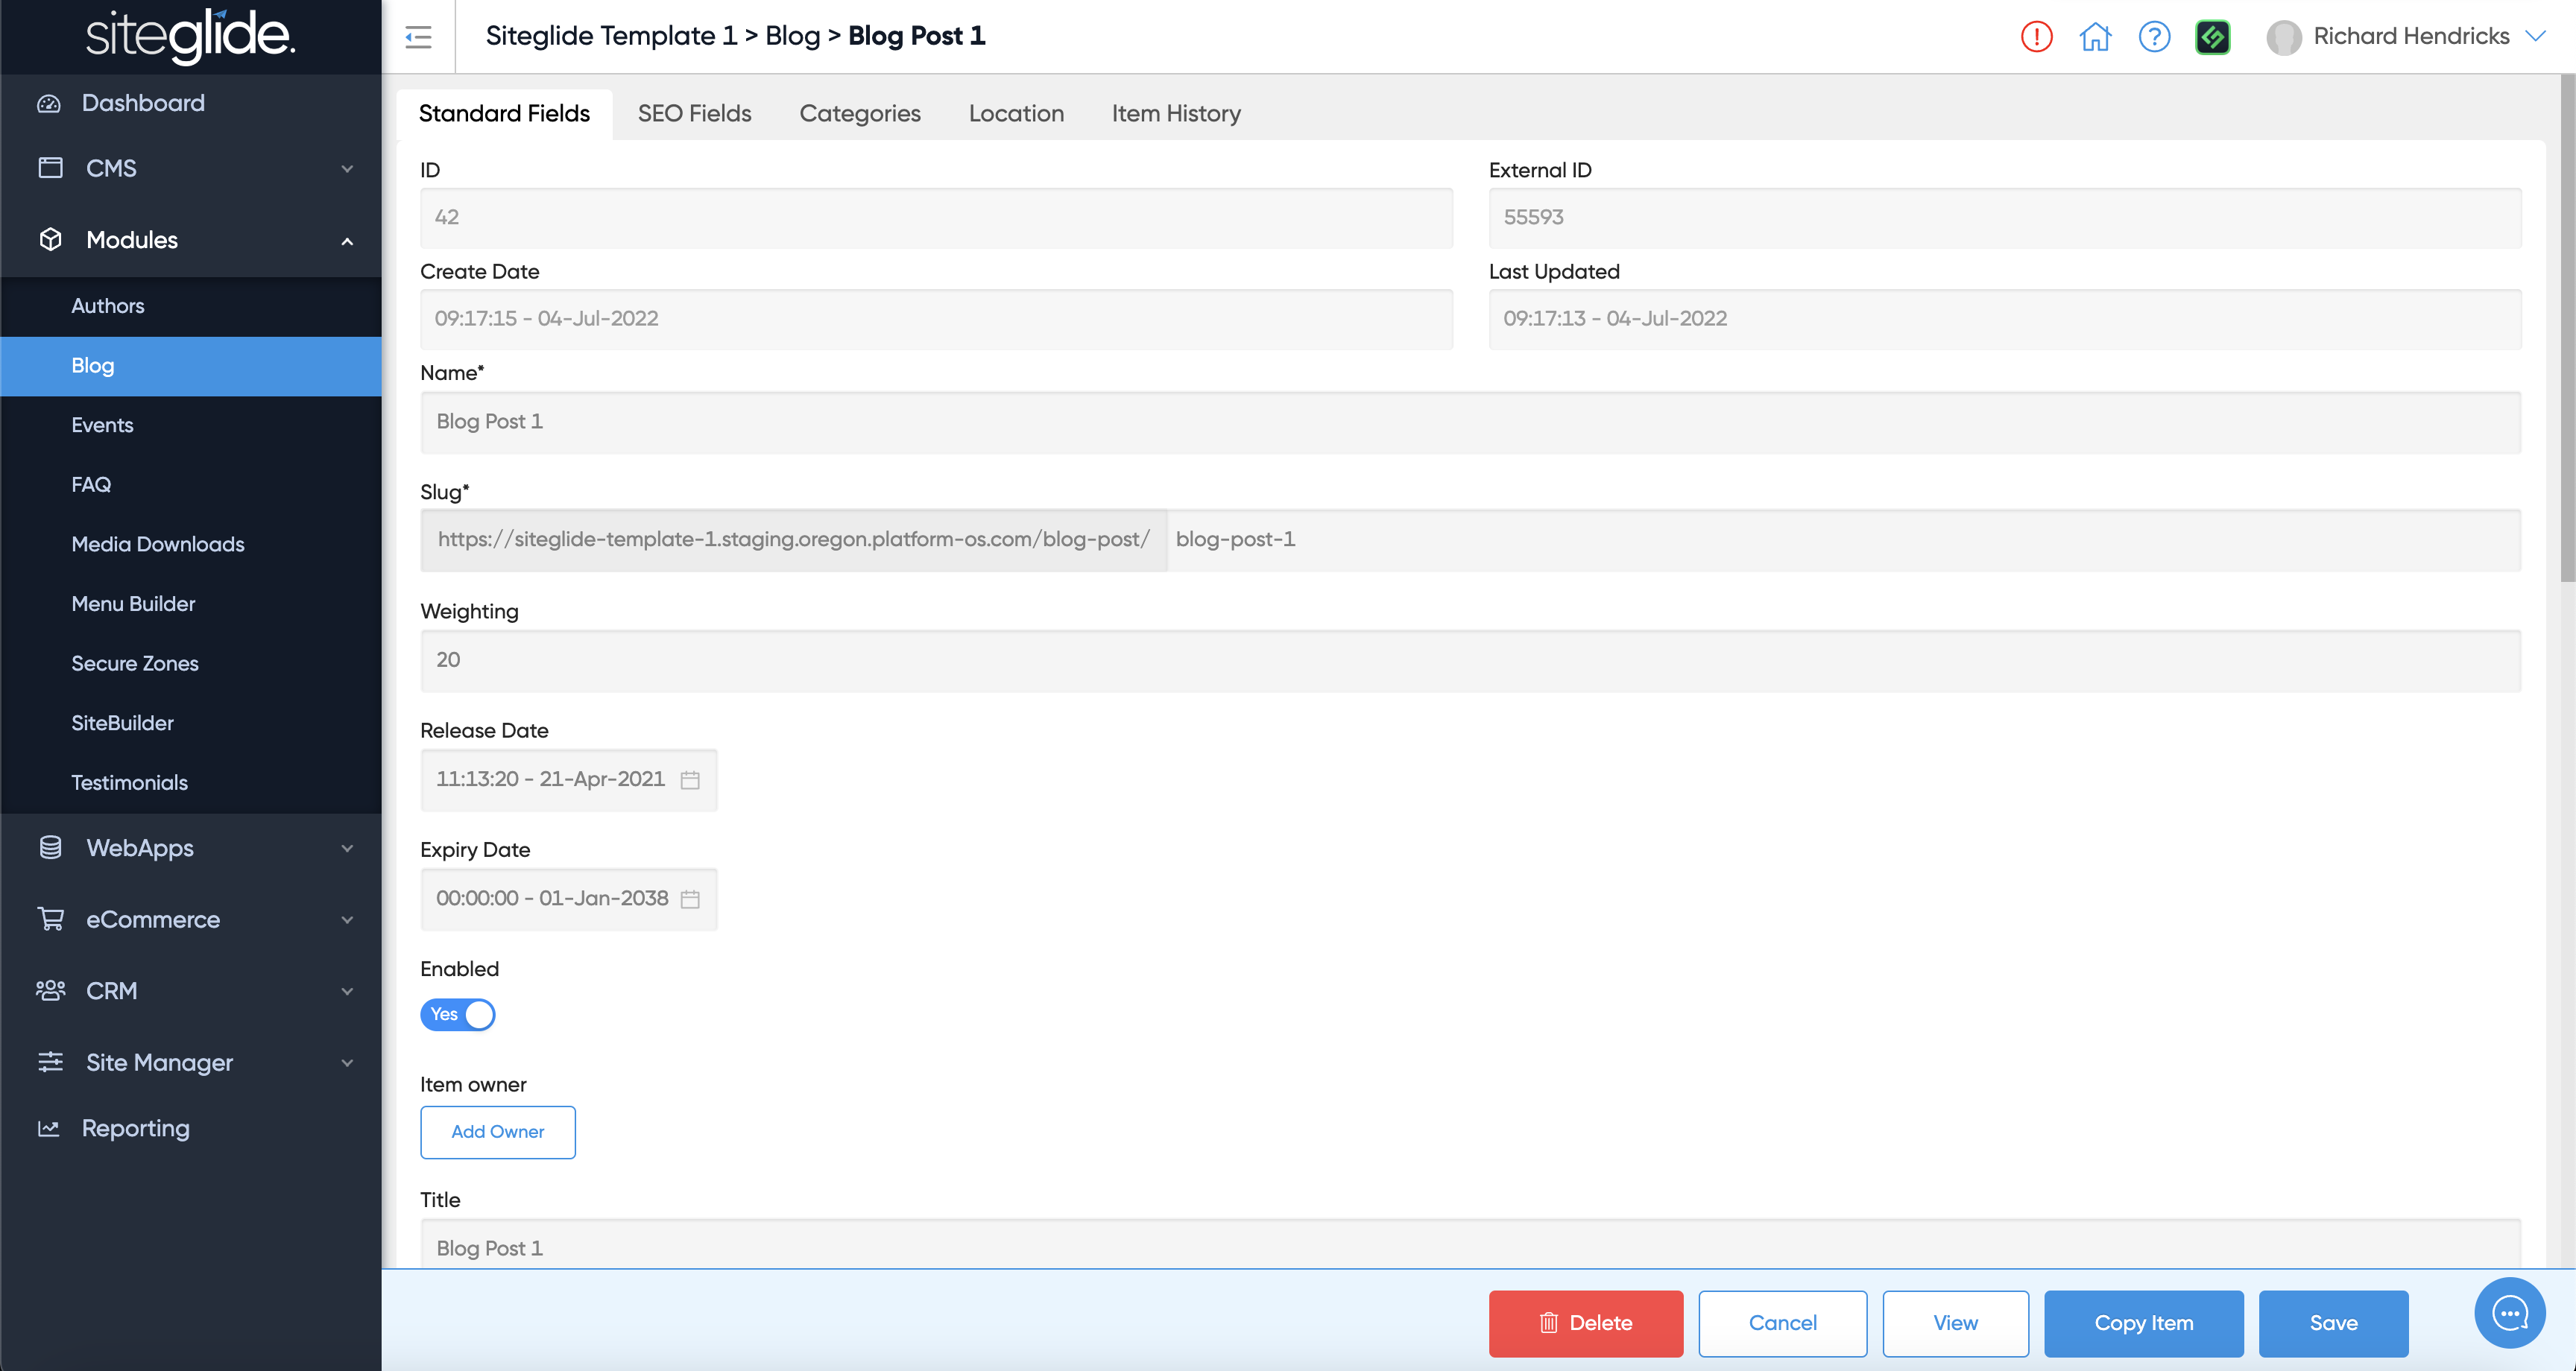 siteglide.
Siteglide Template 1 > Blog > Blog Post 1
Richard Hendricks
Dashboard
CMS
Modules
Authors
Blog
Events
FAQ
Media Downloads
Menu Builder
Secure Zones
SiteBuilder
Testimonials
WebApps
eCommerce
CRM
Site Manager
Reporting
Standard Fields SEO Fields Categories Location Item History
ID External ID
42 55593
Create Date Last Updated
09:17:15 - 04-Jul-2022 09:17:13 - 04-Jul-2022
Name*
Blog Post 1
Slug*
https://siteglide-template-1.staging.oregon.platform-os.com/blog-post/ blog-post-1
Weighting
20
Release Date
11:13:20 - 21-Apr-2021
Expiry Date
00:00:00 - 01-Jan-2038
Enabled
Yes
Item owner
Add Owner
Title
Blog Post 1
Delete Cancel View Copy Item Save